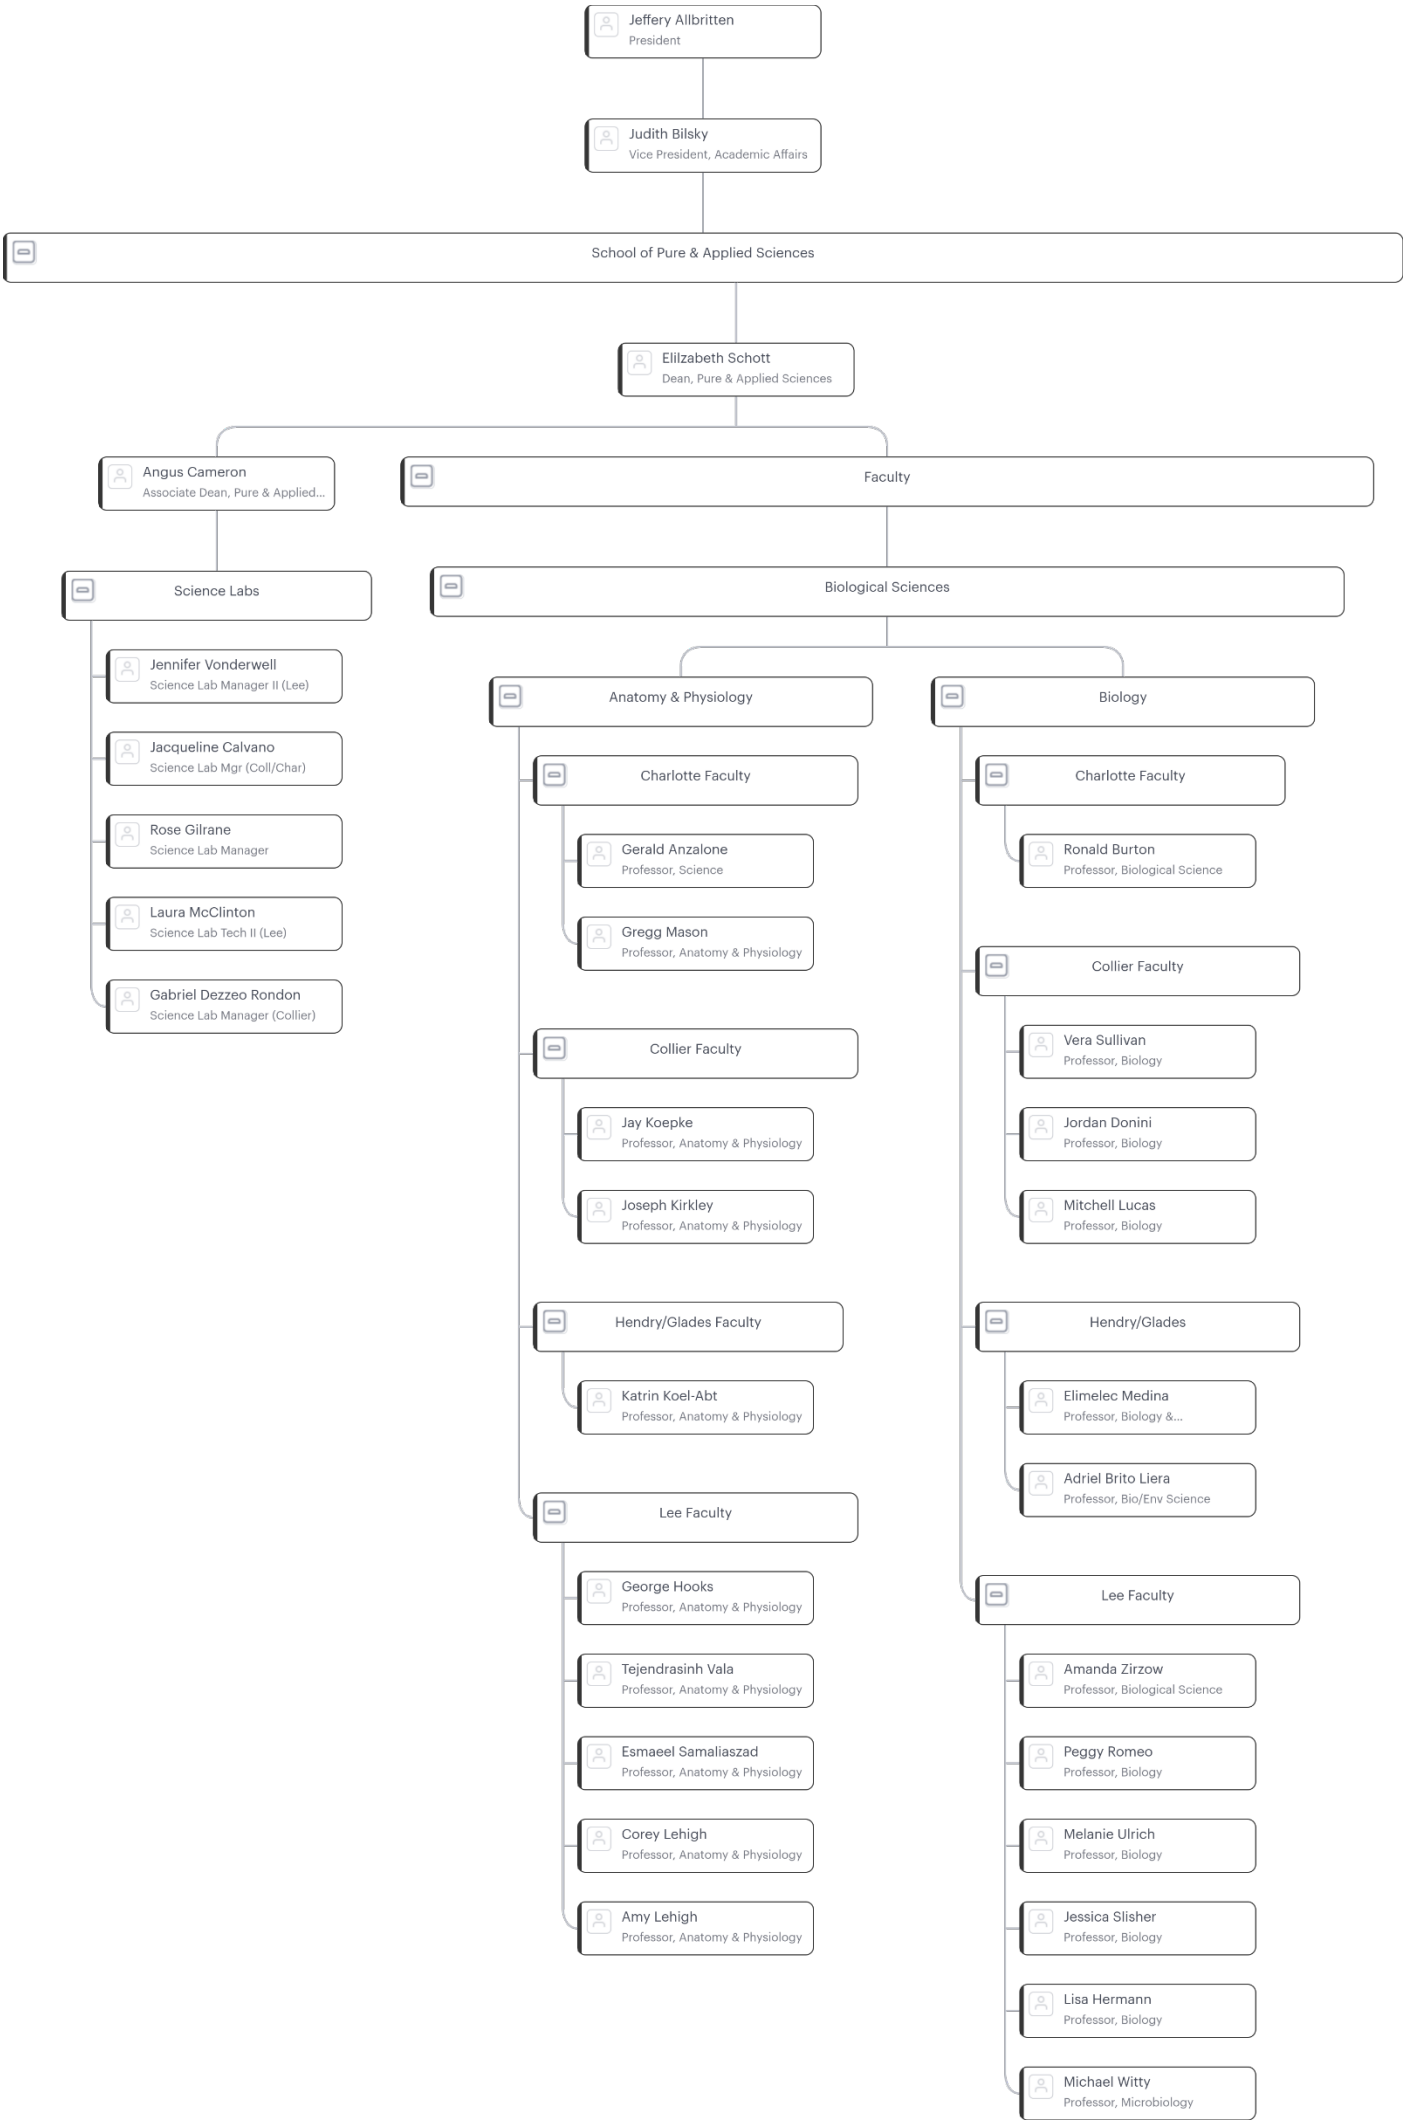 Jeffery Allbritten
President
Judith Bilsky
Vice President, Academic Affairs
School of Pure & Applied Sciences
Elilzabeth Schott
Dean, Pure & Applied Sciences
Angus Cameron
Associate Dean, Pure & Applied...
Science Labs
Jennifer Vonderwell
Science Lab Manager II (Lee)
Jacqueline Calvano
Science Lab Mgr (Coll/Char)
Rose Gilrane
Science Lab Manager
Laura McClinton
Science Lab Tech II (Lee)
Gabriel Dezzeo Rondon
Science Lab Manager (Collier)
Faculty
Biological Sciences
Anatomy & Physiology
Charlotte Faculty
Gerald Anzalone
Professor, Science
Gregg Mason
Professor, Anatomy & Physiology
Collier Faculty
Jay Koepke
Professor, Anatomy & Physiology
Joseph Kirkley
Professor, Anatomy & Physiology
Hendry/Glades Faculty
Katrin Koel-Abt
Professor, Anatomy & Physiology
Lee Faculty
George Hooks
Professor, Anatomy & Physiology
Tejendrasinh Vala
Professor, Anatomy & Physiology
Esmaeel Samaliaszad
Professor, Anatomy & Physiology
Corey Lehigh
Professor, Anatomy & Physiology
Amy Lehigh
Professor, Anatomy & Physiology
Biology
Charlotte Faculty
Ronald Burton
Professor, Biological Science
Collier Faculty
Vera Sullivan
Professor, Biology
Jordan Donini
Professor, Biology
Mitchell Lucas
Professor, Biology
Hendry/Glades
Elimelec Medina
Professor, Biology &...
Adriel Brito Liera
Professor, Bio/Env Science
Lee Faculty
Amanda Zirzow
Professor, Biological Science
Peggy Romeo
Professor, Biology
Melanie Ulrich
Professor, Biology
Jessica Slisher
Professor, Biology
Lisa Hermann
Professor, Biology
Michael Witty
Professor, Microbiology